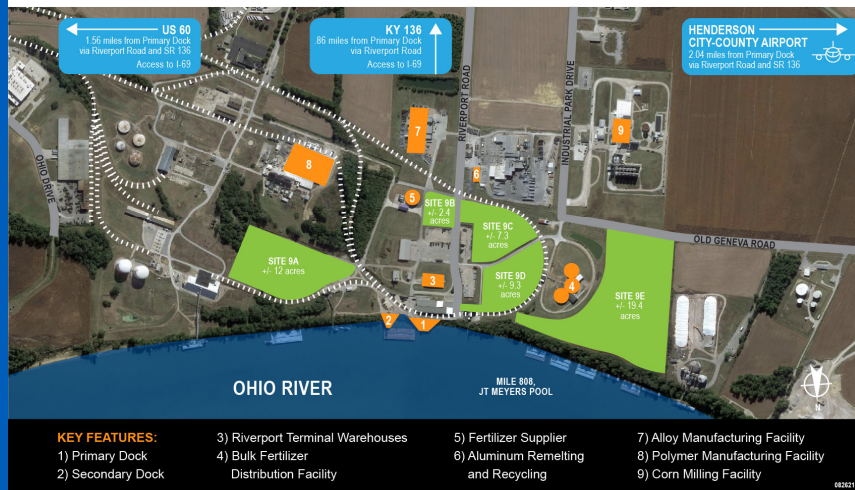 US 60
1.56 miles from Primary Dock
via Riverport Road and SR 136
Access to I-69
KY 136
.86 miles from Primary Dock
via Riverport Road
Access to I-69
HENDERSON
CITY-COUNTY AIRPORT
2.04 miles from Primary Dock
via Riverport Road and SR 136
OHIO DRIVE
RIVERPORT ROAD
INDUSTRIAL PARK DRIVE
OLD GENEVA ROAD
7
9
8
6
5
SITE 9B
+/- 2.4
acres
SITE 9C
+/- 7.3
acres
SITE 9A
+/- 12 acres
SITE 9D
+/- 9.3
acres
3
4
SITE 9E
+/- 19.4
acres
2
1
OHIO RIVER
MILE 808,
JT MEYERS POOL
N
KEY FEATURES:
1) Primary Dock
2) Secondary Dock
3) Riverport Terminal Warehouses
4) Bulk Fertilizer
Distribution Facility
5) Fertilizer Supplier
6) Aluminum Remelting
and Recycling
7) Alloy Manufacturing Facility
8) Polymer Manufacturing Facility
9) Corn Milling Facility
082621